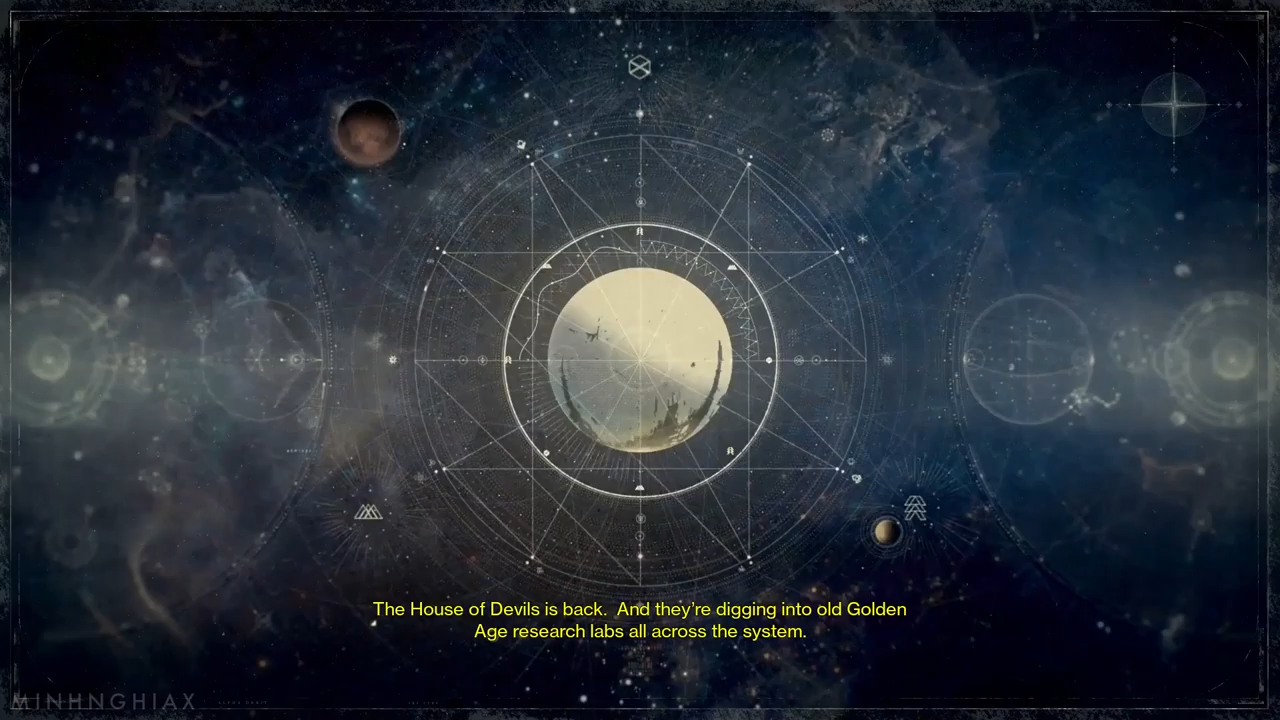 The House of Devils is back.  And they're digging into old Golden
Age research labs all across the system.
MINHNGHIAX